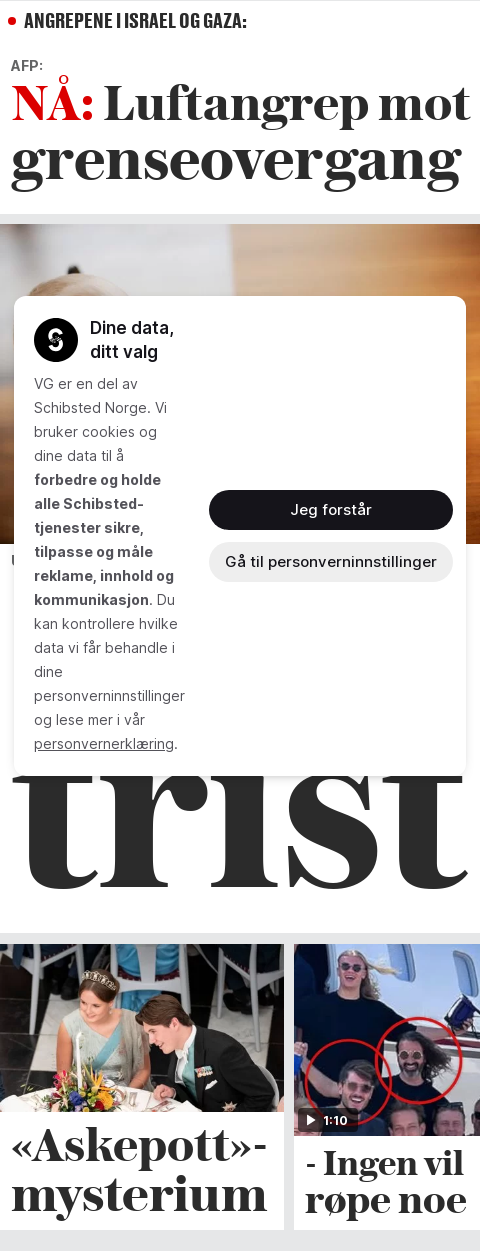 ANGREPENE I ISRAEL OG GAZA:
AFP:
NÅ: Luftangrep mot
grenseovergang
Dine data,
ditt valg
VG er en del av
Schibsted Norge. Vi
bruker cookies og
dine data til å
forbedre og holde
alle Schibsted-
tjenester sikre,
tilpasse og måle
reklame, innhold og
kommunikasjon. Du
kan kontrollere hvilke
data vi får behandle i
dine
personverninnstillinger
og lese mer i vår
personvernerklæring.
Jeg forstår
Gå til personverninnstillinger
trist
«Askepott»-
mysterium
1:10
- Ingen vil
røpe noe